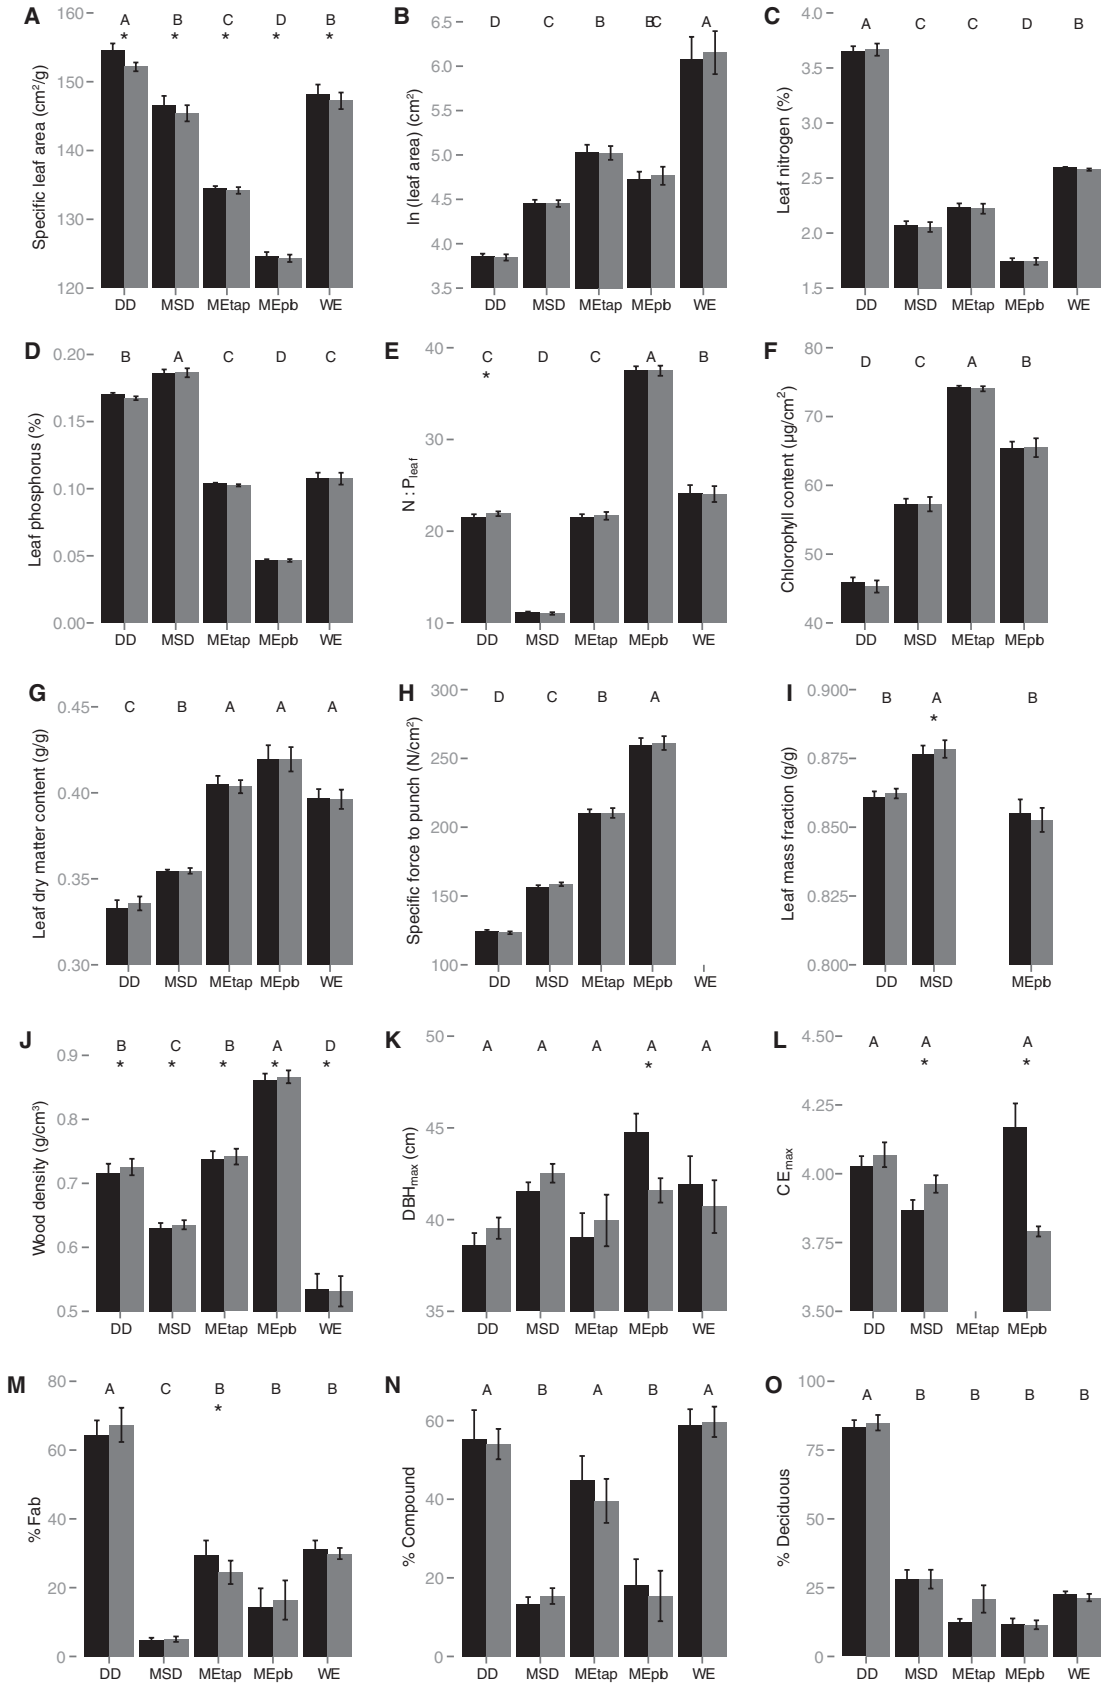 A
160
150
140
130
120
Specific leaf area (cm²/g)
A B C D B
* * * * *
DD MSD MEtap MEpb WE
B
6.5
6.0
5.5
5.0
4.5
4.0
3.5
ln (leaf area) (cm²)
D C B BC A
DD MSD MEtap MEpb WE
C
4.0
3.5
3.0
2.5
2.0
1.5
Leaf nitrogen (%)
A C C D B
DD MSD MEtap MEpb WE
D
0.20
0.15
0.10
0.05
0.00
Leaf phosphorus (%)
B A C D C
DD MSD MEtap MEpb WE
E
40
30
20
10
N : Pleaf
C D C A B
*
DD MSD MEtap MEpb WE
F
80
70
60
50
40
Chlorophyll content (µg/cm²)
D C A B
DD MSD MEtap MEpb
G
0.45
0.40
0.35
0.30
Leaf dry matter content (g/g)
C B A A A
DD MSD MEtap MEpb WE
H
300
250
200
150
100
Specific force to punch (N/cm²)
D C B A
DD MSD MEtap MEpb WE
I
0.900
0.875
0.850
0.825
0.800
Leaf mass fraction (g/g)
B A B
*
DD MSD MEpb
J
0.9
0.8
0.7
0.6
0.5
Wood density (g/cm³)
B C B A D
* * * * *
DD MSD MEtap MEpb WE
K
50
45
40
35
DBHmax (cm)
A A A A A
*
DD MSD MEtap MEpb WE
L
4.50
4.25
4.00
3.75
3.50
CEmax
A A A
* *
DD MSD MEtap MEpb
M
80
60
40
20
0
% Fab
A C B B B
*
DD MSD MEtap MEpb WE
N
60
40
20
0
% Compound
A B A B A
DD MSD MEtap MEpb WE
O
100
75
50
25
0
% Deciduous
A B B B B
DD MSD MEtap MEpb WE